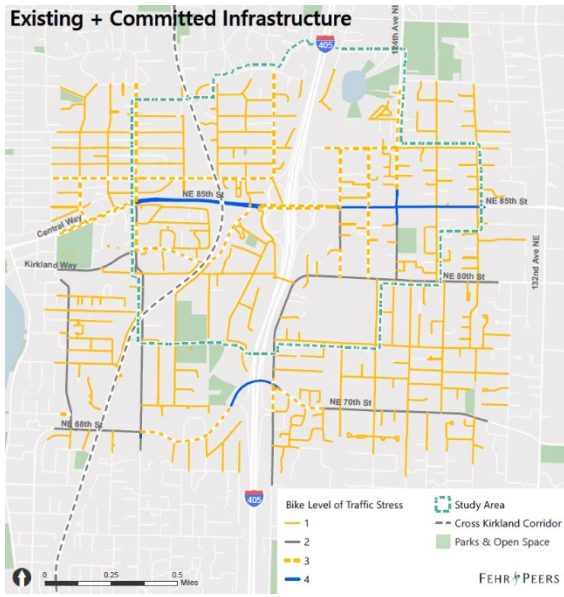 Existing + Committed Infrastructure
405
124th Ave NE
NE 85th St
NE 85th St
Central Way
Kirkland Way
NE 80th St
132nd Ave NE
NE 70th St
NE 68th St
405
Bike Level of Traffic Stress
1
2
3
4
Study Area
Cross Kirkland Corridor
Parks & Open Space
0 0.25 0.5
Miles
FEHR PEERS